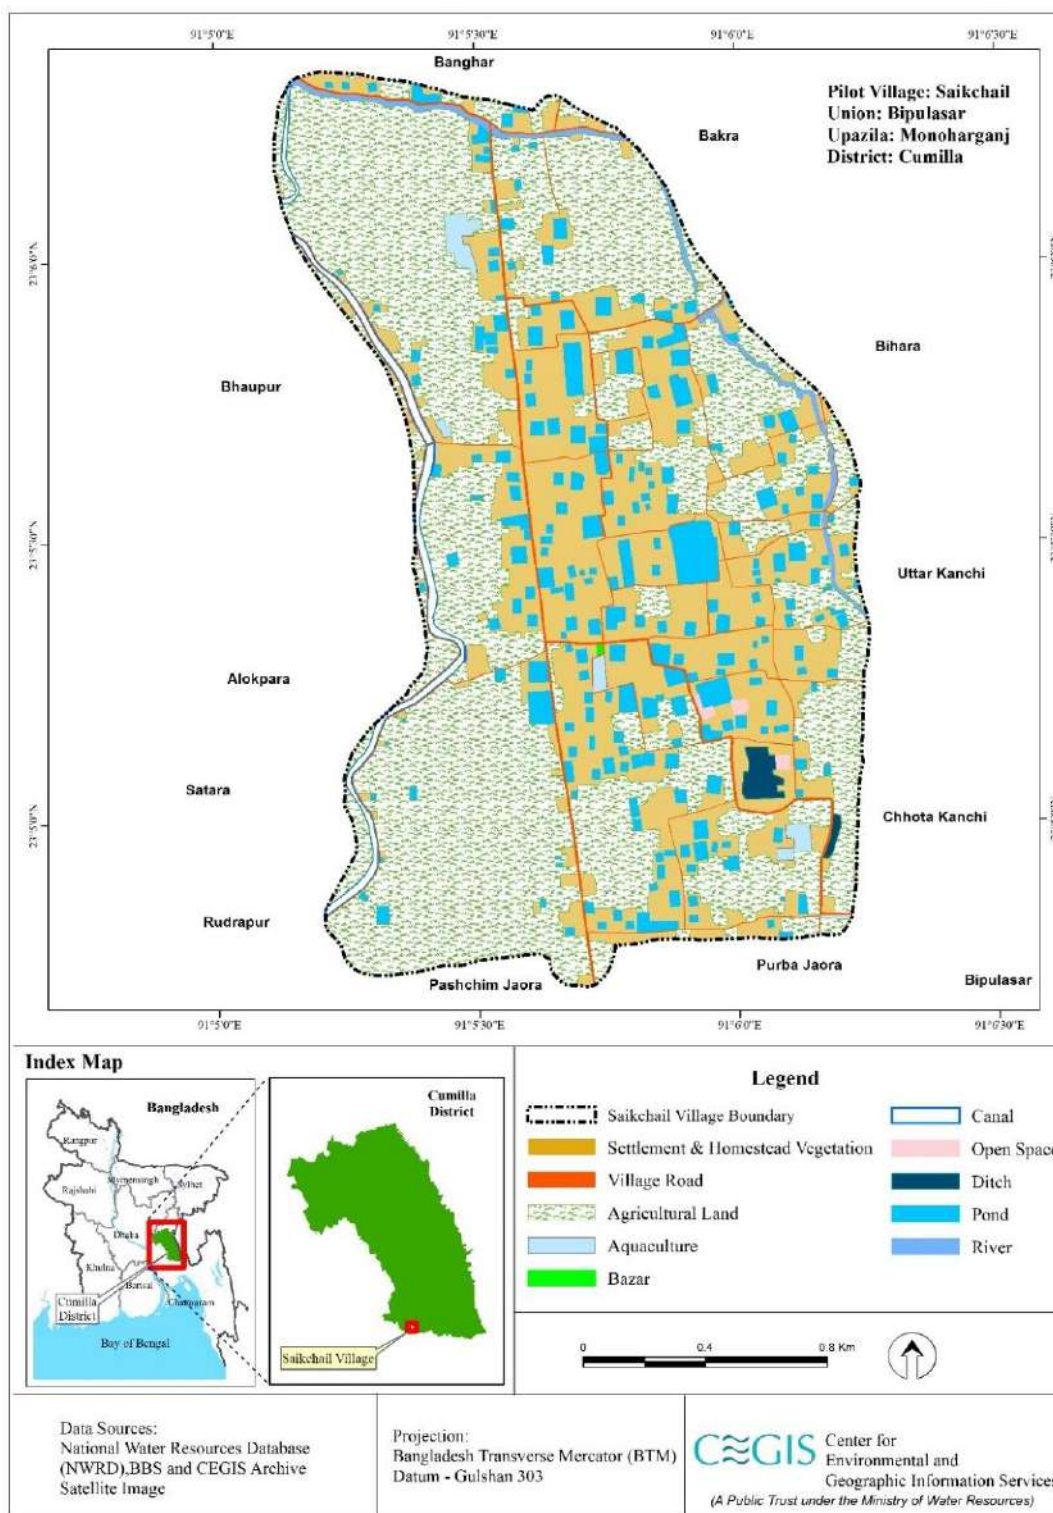 91°5'0"E
91°5'30"E
91°6'0"E
91°6'30"E
Banghar
Pilot Village: Saikchail
Union: Bipulasar
Upazila: Monoharganj
District: Cumilla
Bakra
23°6'0"N
Bihara
Bhaupur
23°5'30"N
Uttar Kanchi
Alokpara
Satara
Chhota Kanchi
23°5'0"N
Rudrapur
Purba Jaora
Pashchim Jaora
Bipulasar
91°5'0"E
91°5'30"E
91°6'0"E
91°6'30"E
Index Map
Bangladesh
Rangpur
Mymensingh
Sylhet
Rajshahi
Dhaka
Khulna
Barisal
Cumilla
District
Bay of Bengal
Cumilla
District
Saikchail Village
Legend
Saikchail Village Boundary
Settlement & Homestead Vegetation
Village Road
Agricultural Land
Aquaculture
Bazar
Canal
Open Space
Ditch
Pond
River
0
0.4
0.8 Km
Data Sources:
National Water Resources Database
(NWRD),BBS and CEGIS Archive
Satellite Image
Projection:
Bangladesh Transverse Mercator (BTM)
Datum - Gulshan 303
CEGIS
Center for
Environmental and
Geographic Information Services
(A Public Trust under the Ministry of Water Resources)